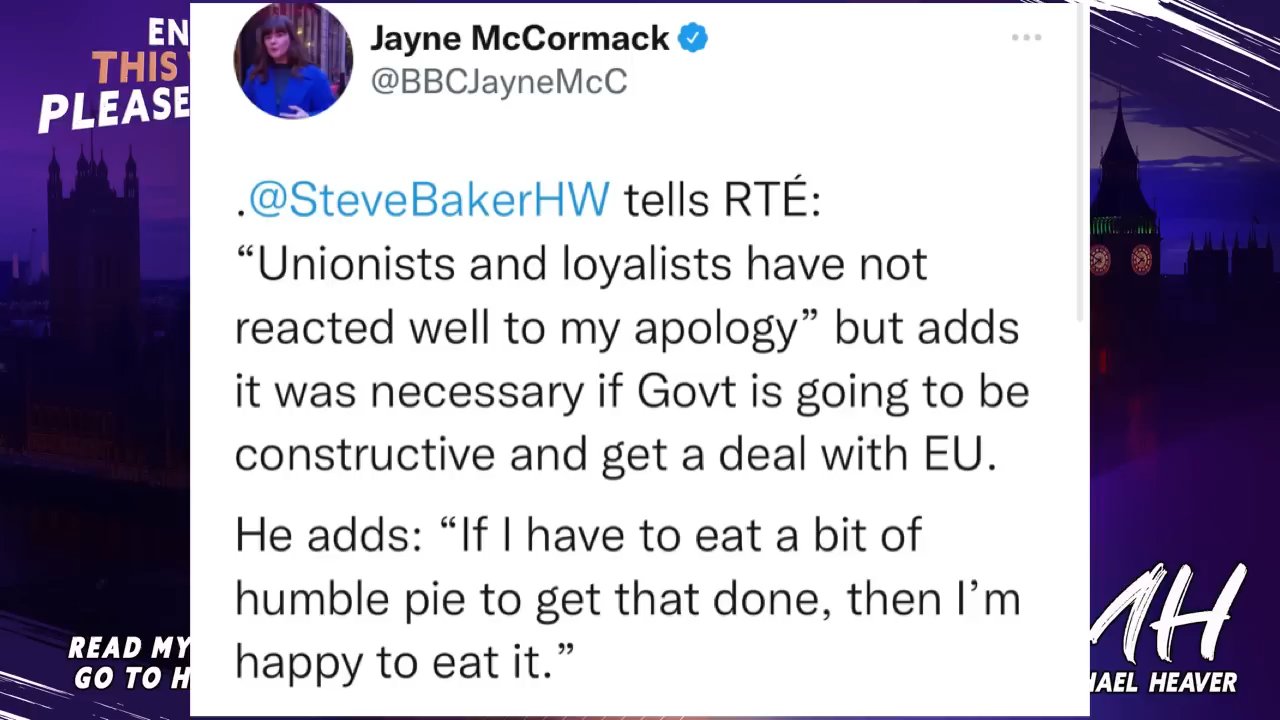 EN
THIS
PLEASE
Jayne McCormack
@BBCJayneMcC
.@SteveBakerHW tells RTÉ:
“Unionists and loyalists have not
reacted well to my apology” but adds
it was necessary if Govt is going to be
constructive and get a deal with EU.
He adds: “If I have to eat a bit of
humble pie to get that done, then I’m
happy to eat it.”
READ MY
GO TO H
MH
HAEL HEAVER